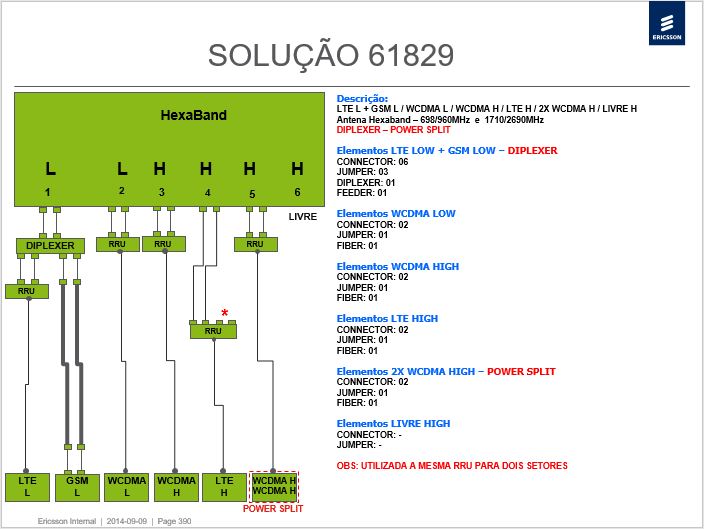 ERICSSON
SOLUÇÃO 61829
HexaBand
L L H H H H
1 2 3 4 5 6
LIVRE
DIPLEXER
RRU
RRU
RRU
RRU
*
RRU
LTE
L
GSM
L
WCDMA
L
WCDMA
H
LTE
H
WCDMA H
WCDMA H
POWER SPLIT
Descrição:
LTE L + GSM L / WCDMA L / WCDMA H / LTE H / 2X WCDMA H / LIVRE H
Antena Hexaband – 698/960MHz e 1710/2690MHz
DIPLEXER – POWER SPLIT
Elementos LTE LOW + GSM LOW – DIPLEXER
CONNECTOR: 06
JUMPER: 03
DIPLEXER: 01
FEEDER: 01
Elementos WCDMA LOW
CONNECTOR: 02
JUMPER: 01
FIBER: 01
Elementos WCDMA HIGH
CONNECTOR: 02
JUMPER: 01
FIBER: 01
Elementos LTE HIGH
CONNECTOR: 02
JUMPER: 01
FIBER: 01
Elementos 2X WCDMA HIGH – POWER SPLIT
CONNECTOR: 02
JUMPER: 01
FIBER: 01
Elementos LIVRE HIGH
CONNECTOR: -
JUMPER: -
OBS: UTILIZADA A MESMA RRU PARA DOIS SETORES
Ericsson Internal | 2014-09-09 | Page 390